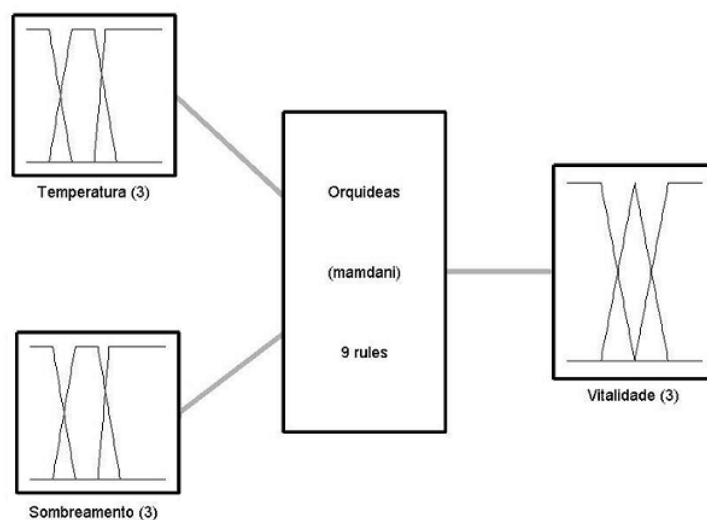 Temperatura (3)
Orquideas
(mamdani)
9 rules
Vitalidade (3)
Sombreamento (3)